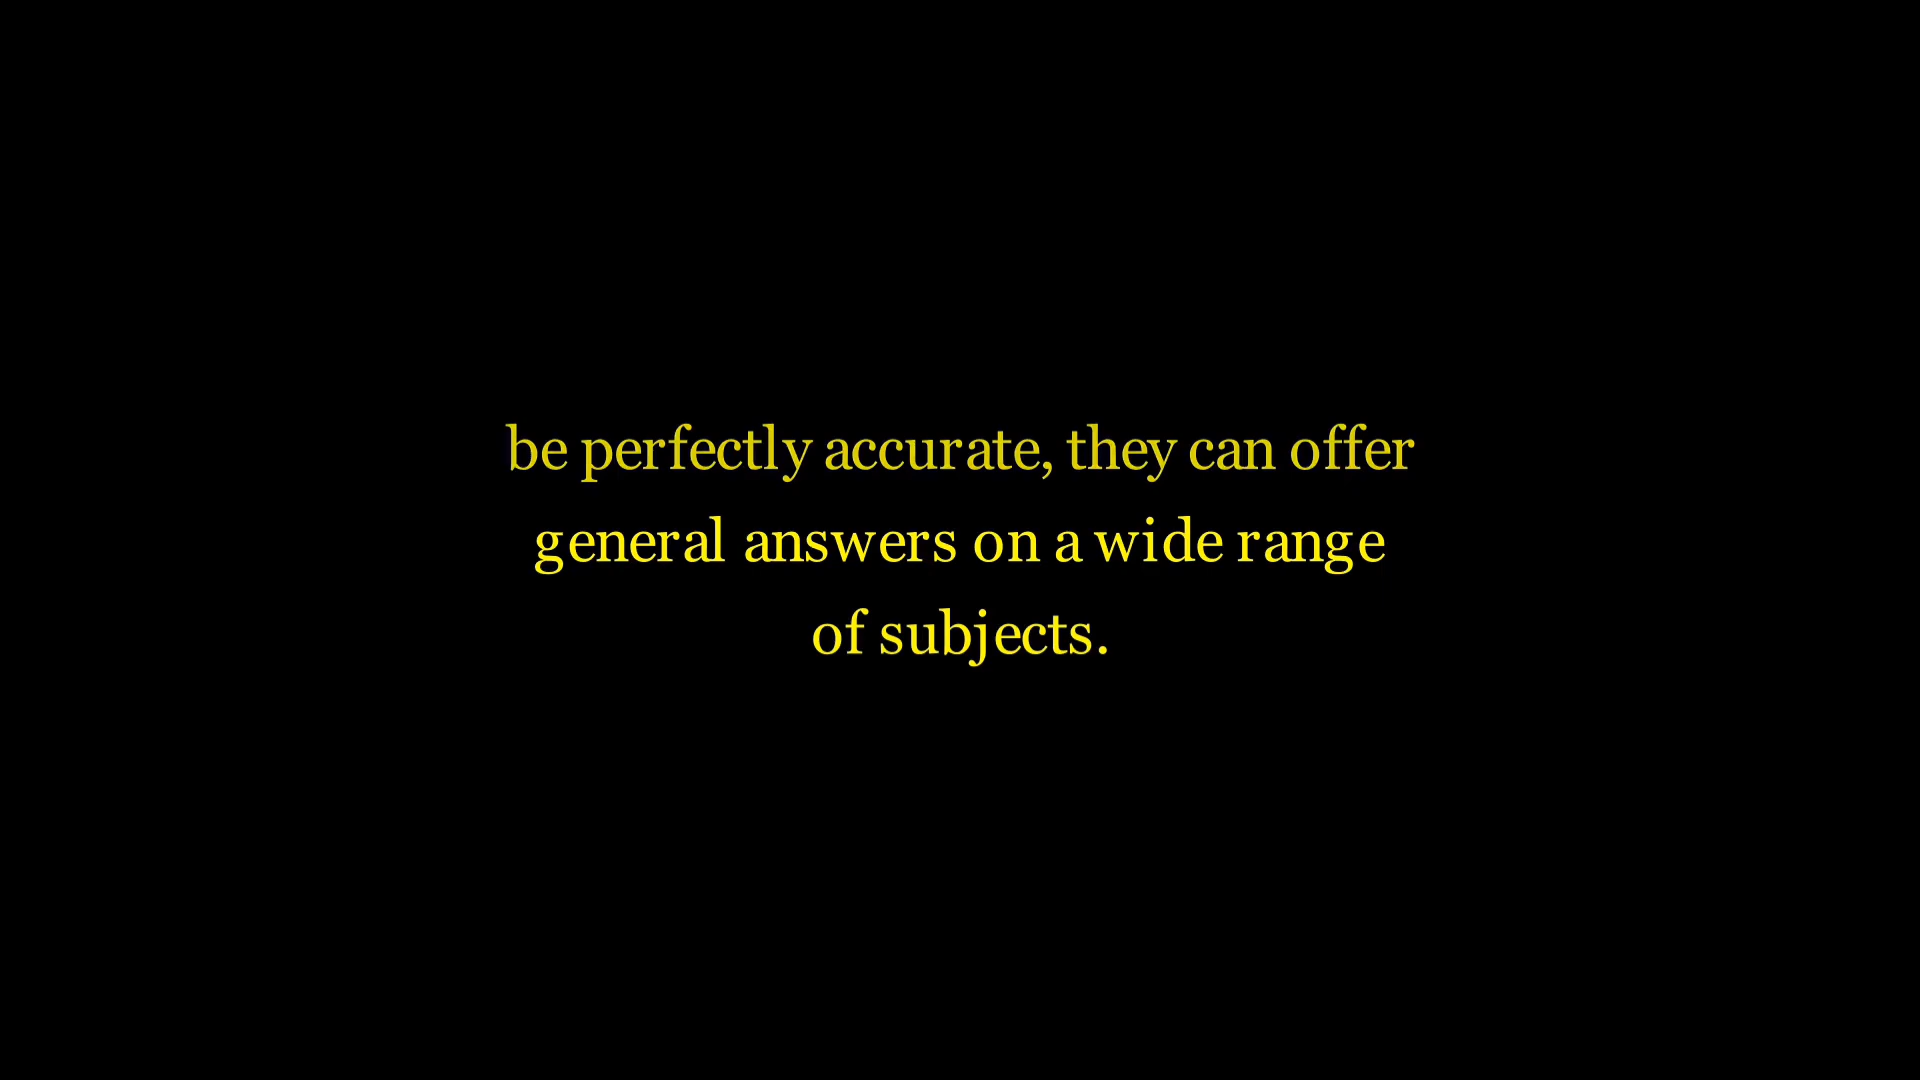 be perfectly accurate, they can offer
general answers on a wide range
of subjects.